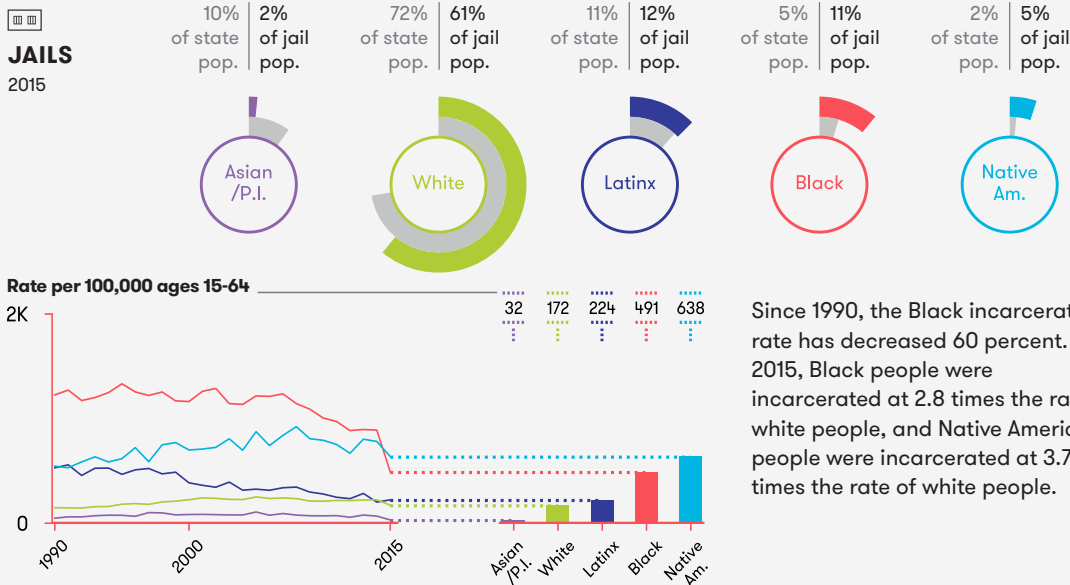 JAILS
2015
10%
of state
pop.
2%
of jail
pop.
72%
of state
pop.
61%
of jail
pop.
11%
of state
pop.
12%
of jail
pop.
5%
of state
pop.
11%
of jail
pop.
2%
of state
pop.
5%
of jail
pop.
Asian
/P.I.
White
Latinx
Black
Native
Am.
Rate per 100,000 ages 15-64
32
172
224
491
638
2K
0
1990
2000
2015
Asian
/P.I.
White
Latinx
Black
Native
Am.
Since 1990, the Black incarcerat
rate has decreased 60 percent.
2015, Black people were
incarcerated at 2.8 times the ra
white people, and Native Americ
people were incarcerated at 3.7
times the rate of white people.